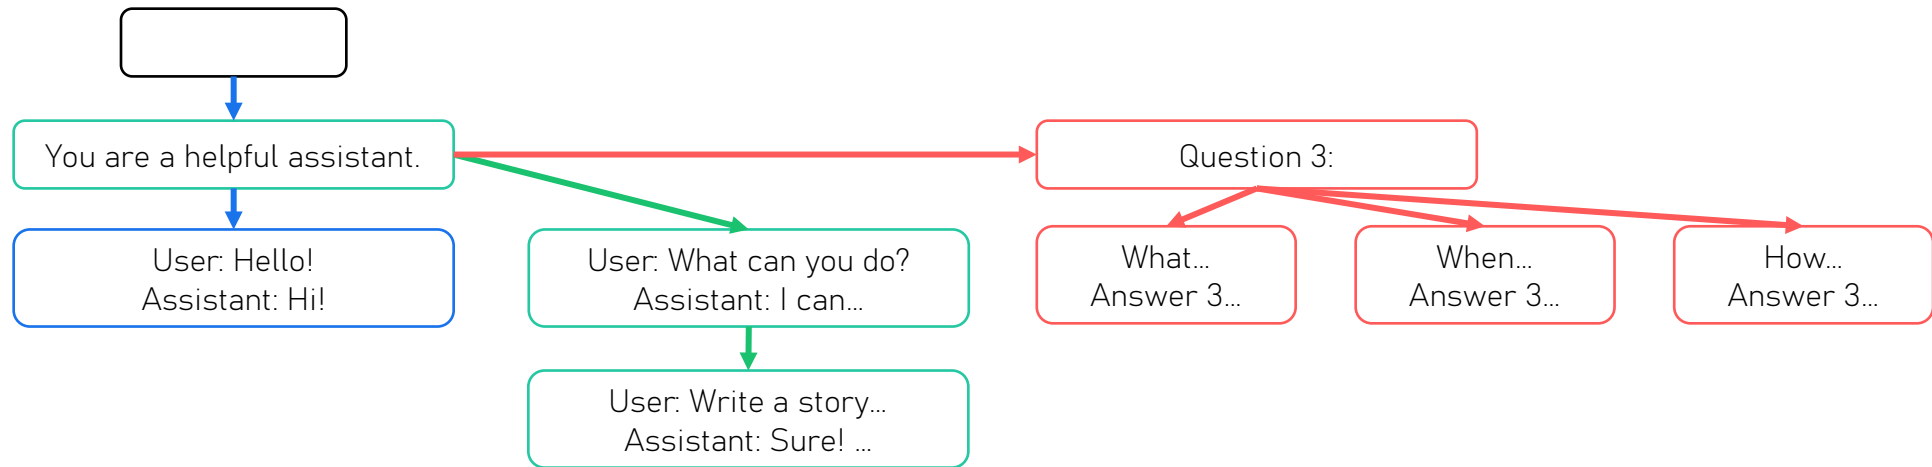 You are a helpful assistant.
Question 3:
User: Hello!
Assistant: Hi!
User: What can you do?
Assistant: I can...
What...
Answer 3...
When...
Answer 3...
How...
Answer 3...
User: Write a story...
Assistant: Sure! ...